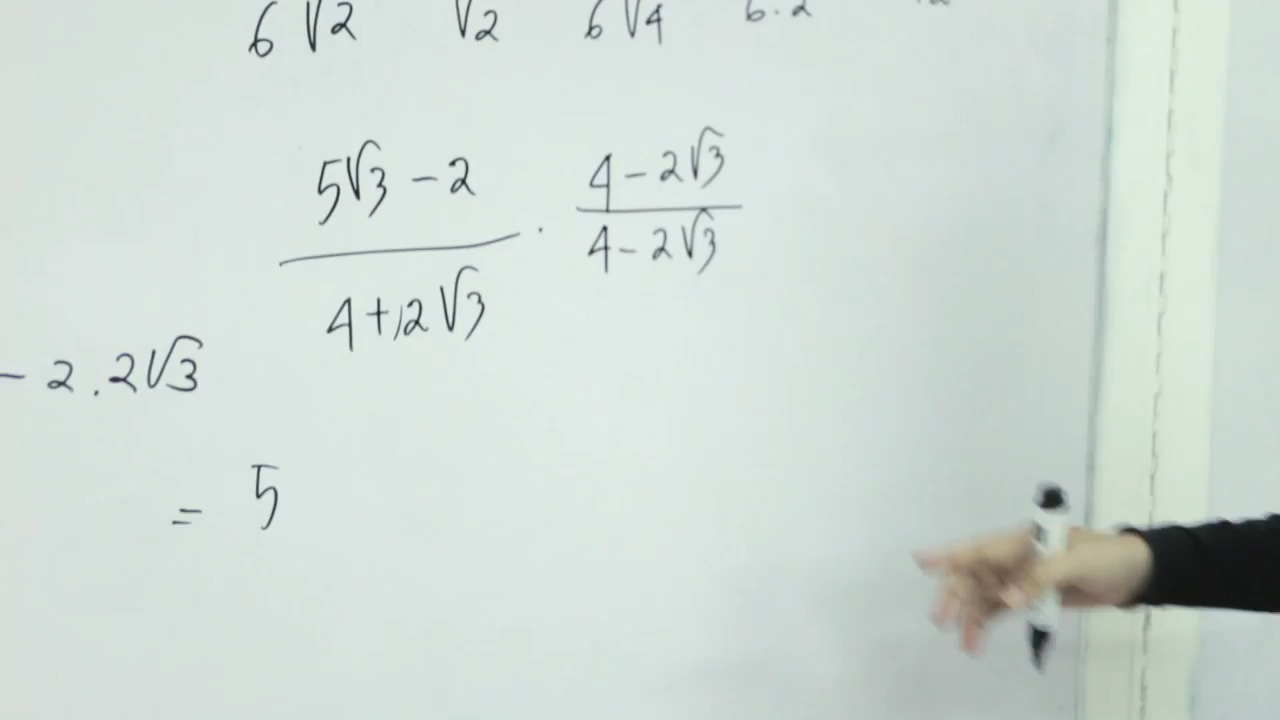 6√2 √2 6√4 6.2
5√3 - 2 4 - 2√3
4 + 2√3 . 4 - 2√3
- 2 . 2√3
= 5